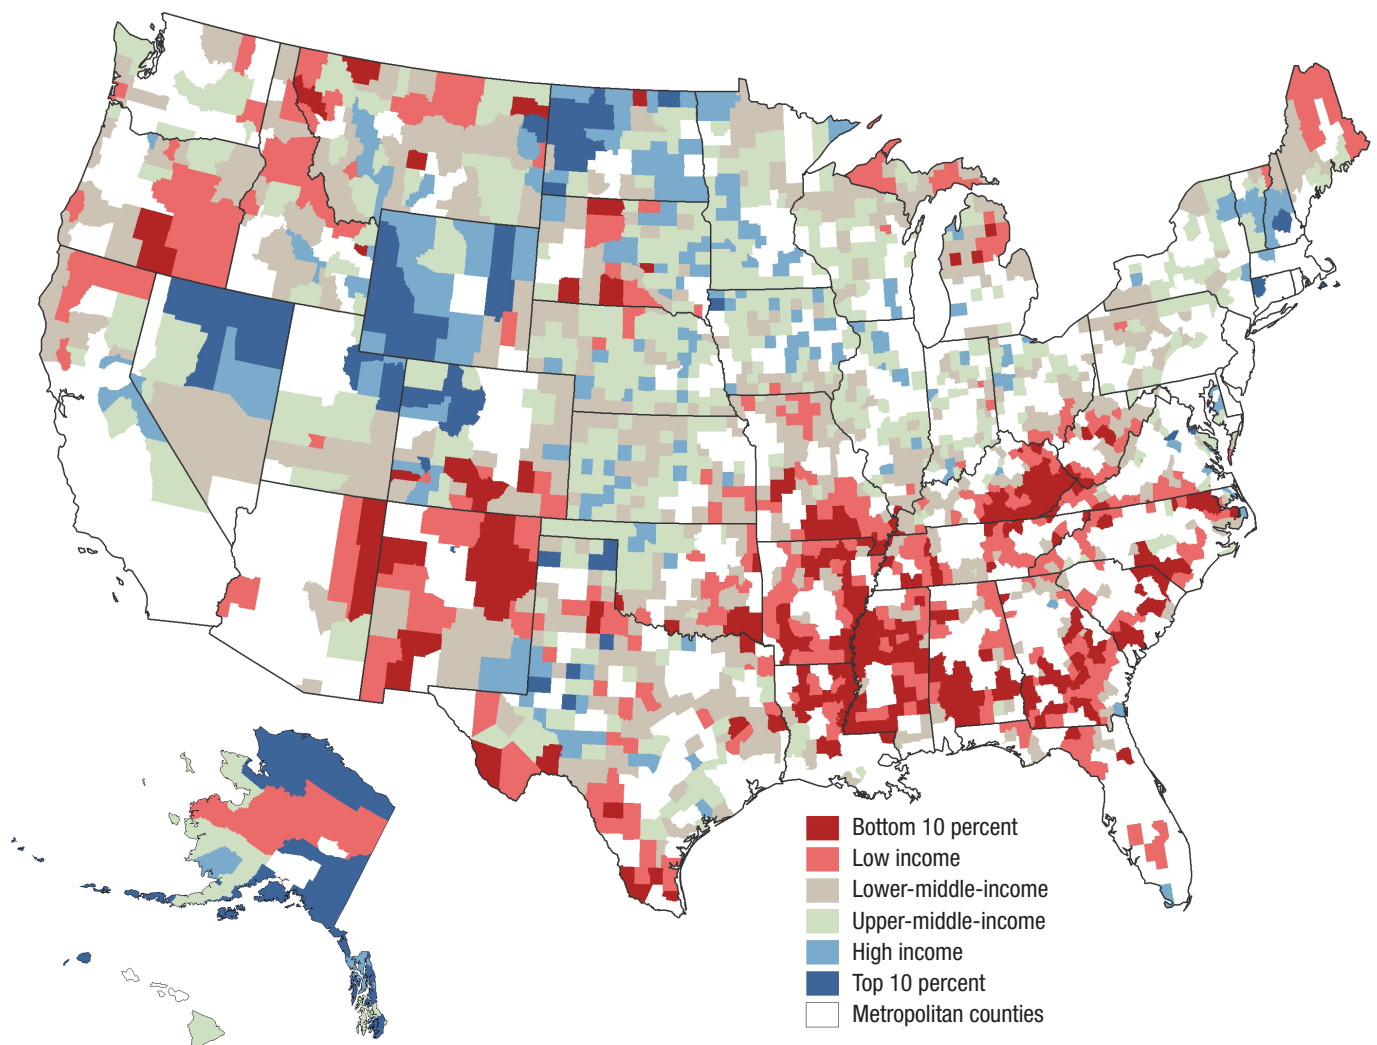 Bottom 10 percent
Low income
Lower-middle-income
Upper-middle-income
High income
Top 10 percent
Metropolitan counties